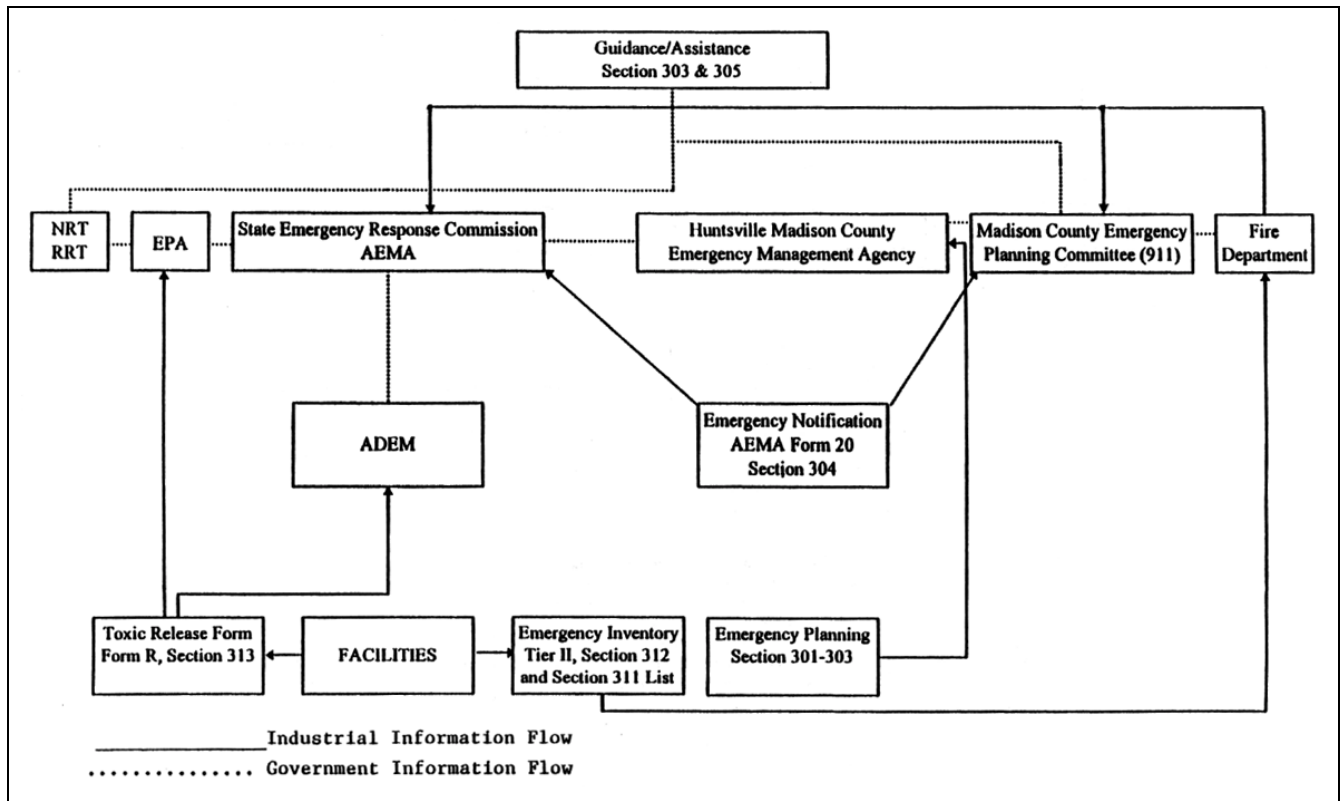 Guidance/Assistance
Section 303 & 305
NRT
RRT
EPA
State Emergency Response Commission
AEMA
Huntsville Madison County
Emergency Management Agency
Madison County Emergency
Planning Committee (911)
Fire
Department
ADEM
Emergency Notification
AEMA Form 20
Section 304
Toxic Release Form
Form R, Section 313
FACILITIES
Emergency Inventory
Tier II, Section 312
and Section 311 List
Emergency Planning
Section 301-303
Industrial Information Flow
Government Information Flow